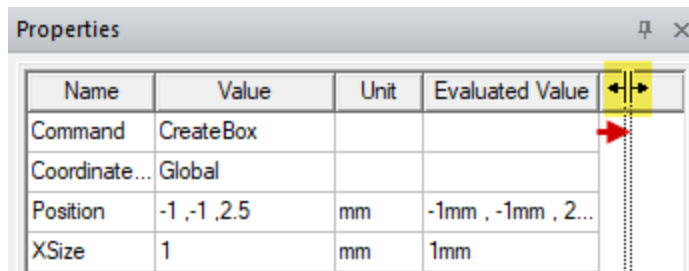 Properties
Name Value Unit Evaluated Value
Command CreateBox
Coordinate... Global
Position -1 ,-1 ,2.5 mm -1mm , -1mm , 2...
XSize 1 mm 1mm